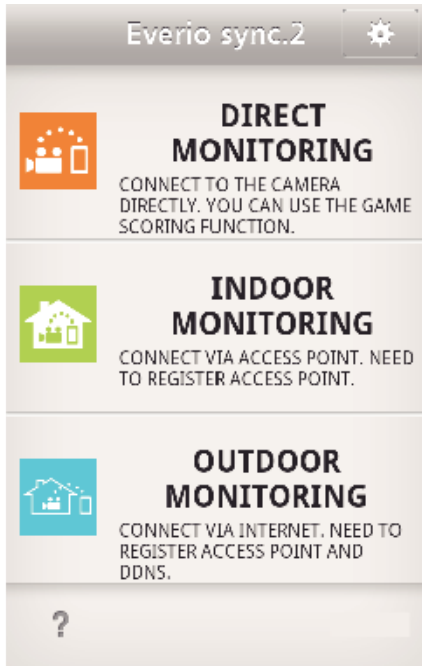 Everio sync.2
DIRECT
MONITORING
CONNECT TO THE CAMERA
DIRECTLY. YOU CAN USE THE GAME
SCORING FUNCTION.
INDOOR
MONITORING
CONNECT VIA ACCESS POINT. NEED
TO REGISTER ACCESS POINT.
OUTDOOR
MONITORING
CONNECT VIA INTERNET. NEED TO
REGISTER ACCESS POINT AND
DDNS.
?